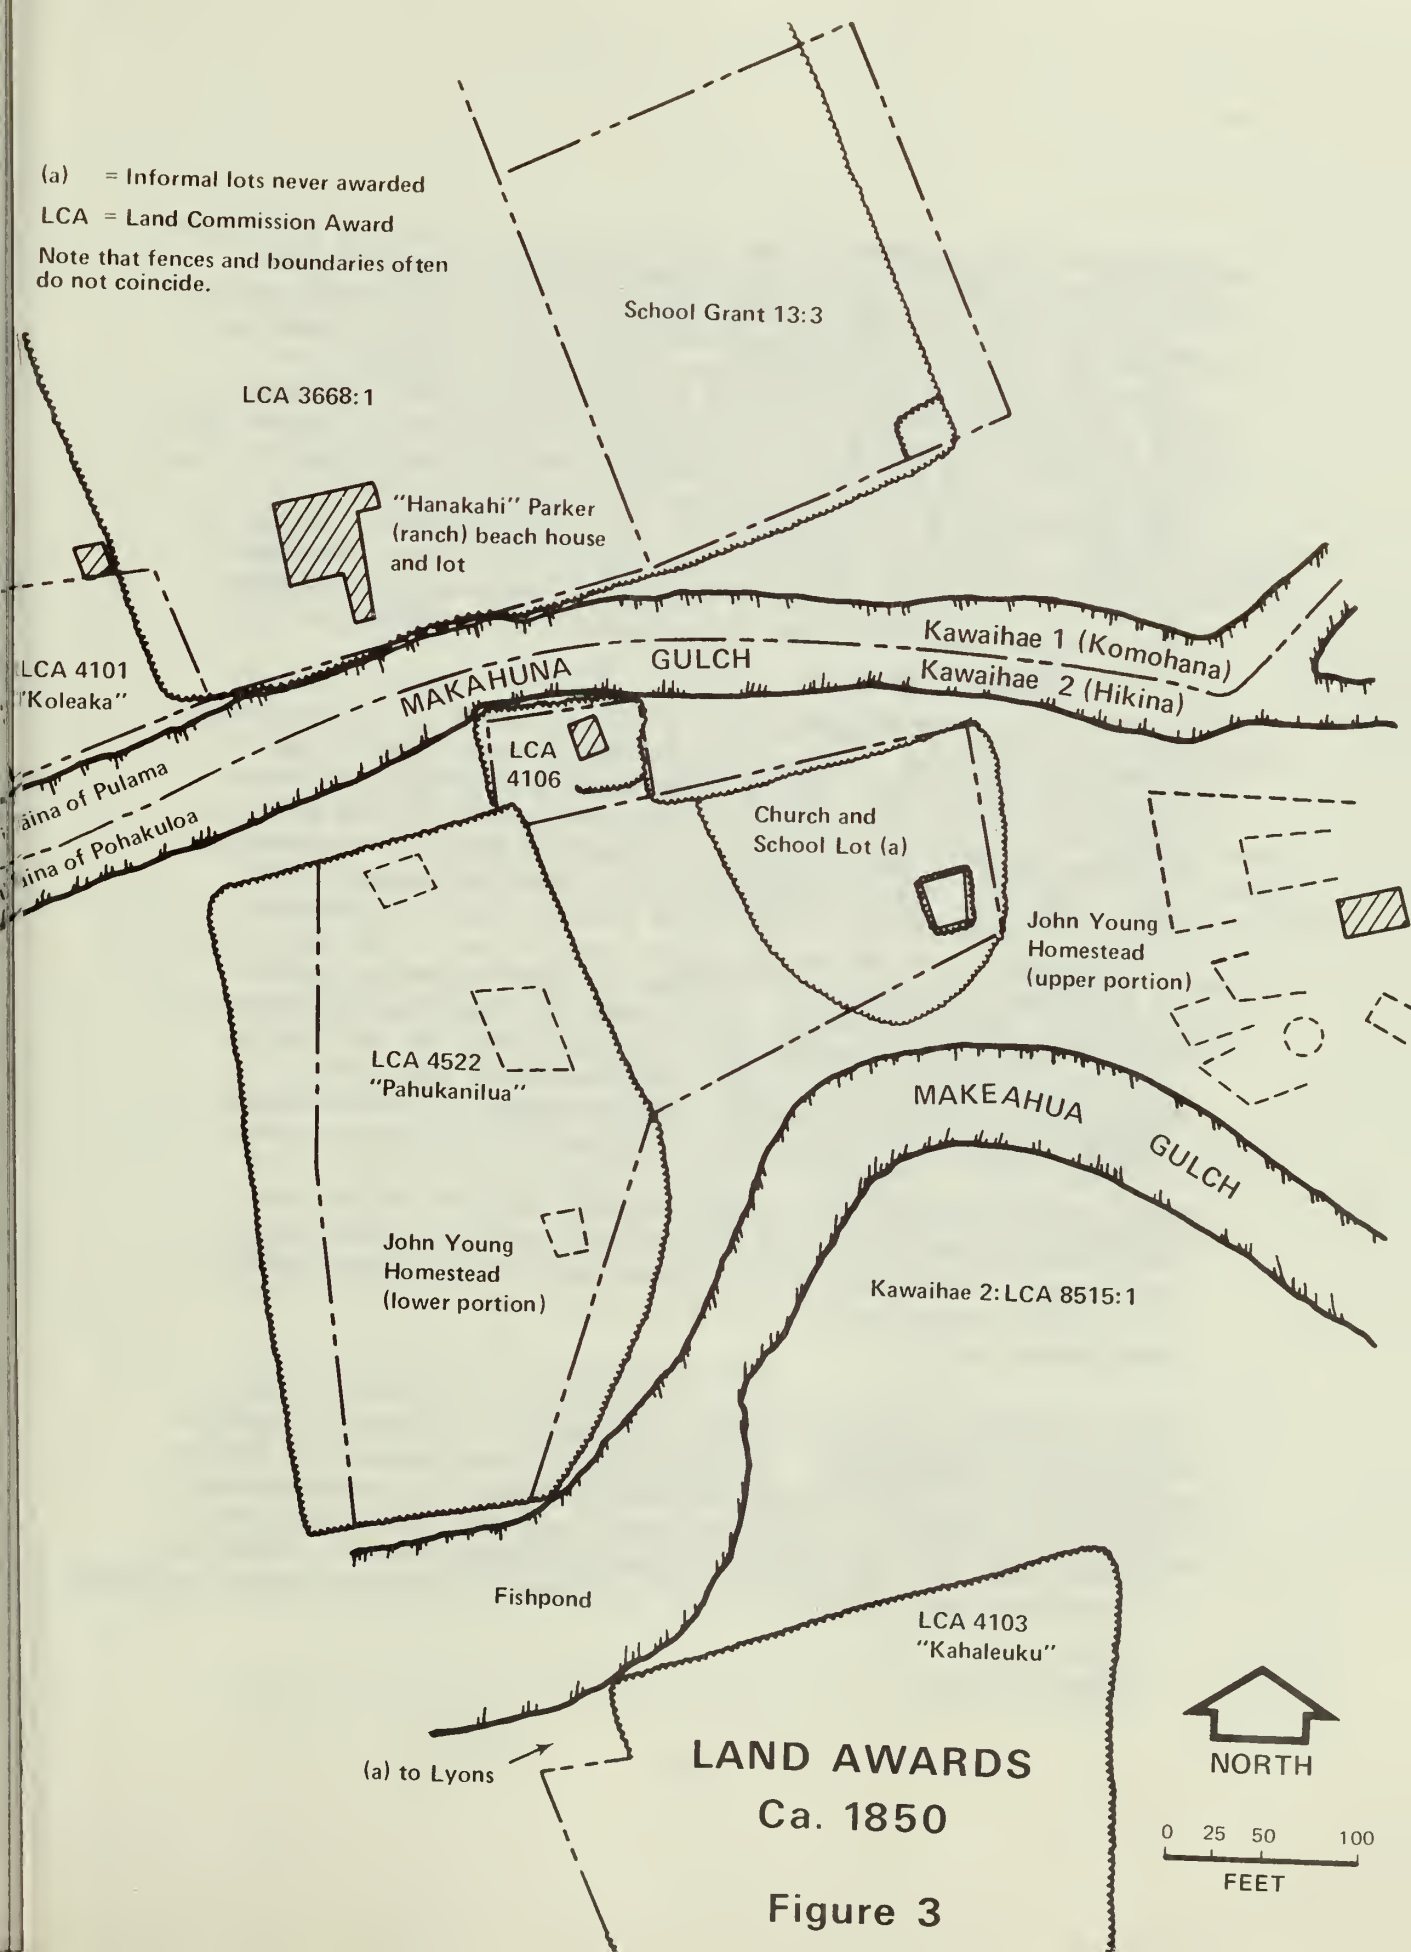 (a) = Informal lots never awarded
LCA = Land Commission Award
Note that fences and boundaries often
do not coincide.
School Grant 13:3
LCA 3668:1
"Hanakahi" Parker
(ranch) beach house
and lot
LCA 4101
"Koleaka"
MAKAHUNA GULCH
Kawaihae 1 (Komohana)
Kawaihae 2 (Hikina)
of Pulama
of Pohakuloa
LCA
4106
Church and
School Lot (a)
John Young
Homestead
(upper portion)
LCA 4522
"Pahukanilua"
MAKEAHUA GULCH
John Young
Homestead
(lower portion)
Kawaihae 2: LCA 8515:1
Fishpond
LCA 4103
"Kahaleuku"
(a) to Lyons
LAND AWARDS
Ca. 1850
Figure 3
NORTH
0 25 50 100
FEET